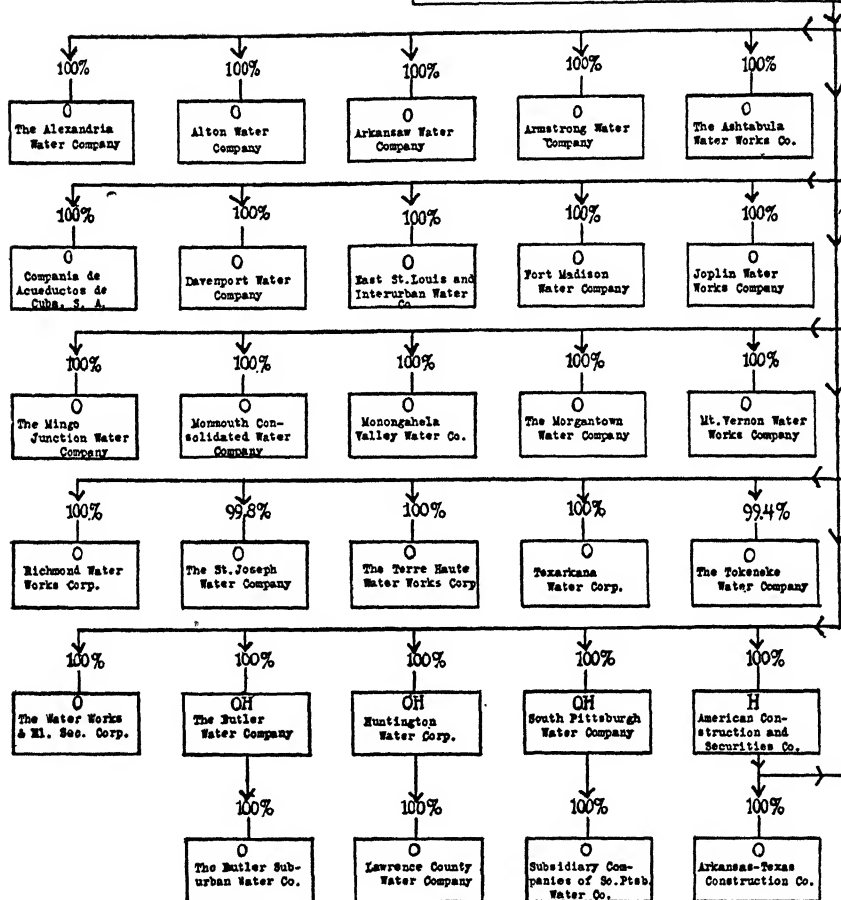 100% 100% 100% 100% 100%
O O O O O
The Alexandria
Water Company
Alton Water
Company
Arkansaw Water
Company
Armstrong Water
Company
The Ashtabula
Water Works Co.
100% 100% 100% 100% 100%
O O O O O
Compania de
Acueductos de
Cuba, S. A.
Davenport Water
Company
East St.Louis and
Interurban Water
Co
Fort Madison
Water Company
Joplin Water
Works Company
100% 100% 100% 100% 100%
O O O O O
The Mingo
Junction Water
Company
Monmouth Con-
solidated Water
Company
Monongahela
Valley Water Co.
The Morgantown
Water Company
Mt.Vernon Water
Works Company
100% 99.8% 100% 100% 99.4%
O O O O O
Richmond Water
Works Corp.
The St.Joseph
Water Company
The Terre Haute
Water Works Corp
Texarkana
Water Corp.
The Tokeneke
Water Company
100% 100% 100% 100% 100%
O OH OH OH H
The Water Works
& El. Sec. Corp.
The Butler
Water Company
Huntington
Water Corp.
South Pittsburgh
Water Company
American Con-
struction and
Securities Co.
100% 100% 100% 100%
O O O O
The Butler Sub-
urban Water Co.
Lawrence County
Water Company
Subsidiary Com-
panies of So.Ptsb.
Water Co.
Arkansas-Texas
Construction Co.